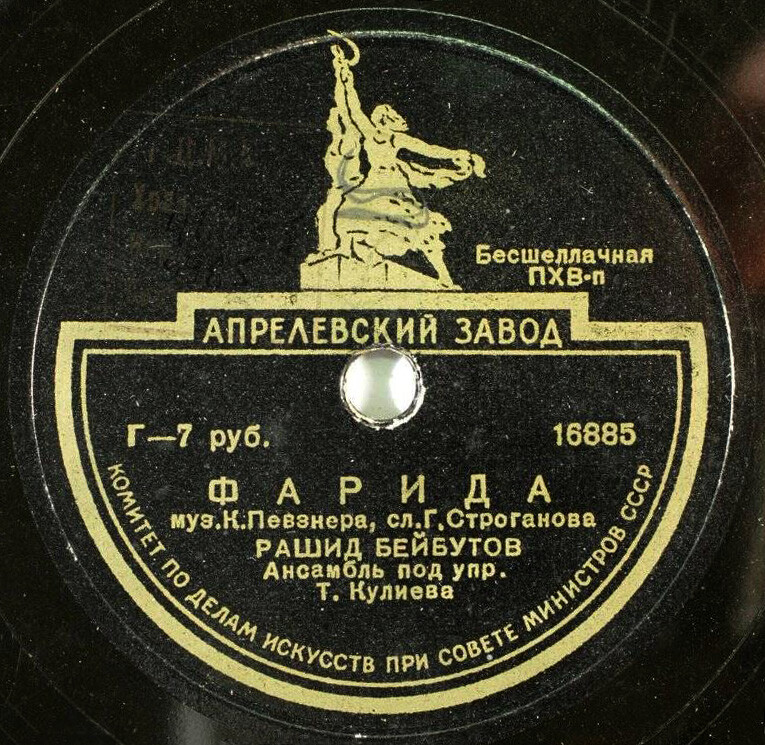 Бесшеллачная
ПХВ-п
АПРЕЛЕВСКИЙ ЗАВОД
Г—7 руб.
16885
ФАРИДА
муз.К.Певзнера, сл.Г.Строганова
РАШИД БЕЙБУТОВ
Ансамбль под упр.
Т. Кулиева
КОМИТЕТ ПО ДЕЛАМ ИСКУССТВ ПРИ СОВЕТЕ МИНИСТРОВ СССР